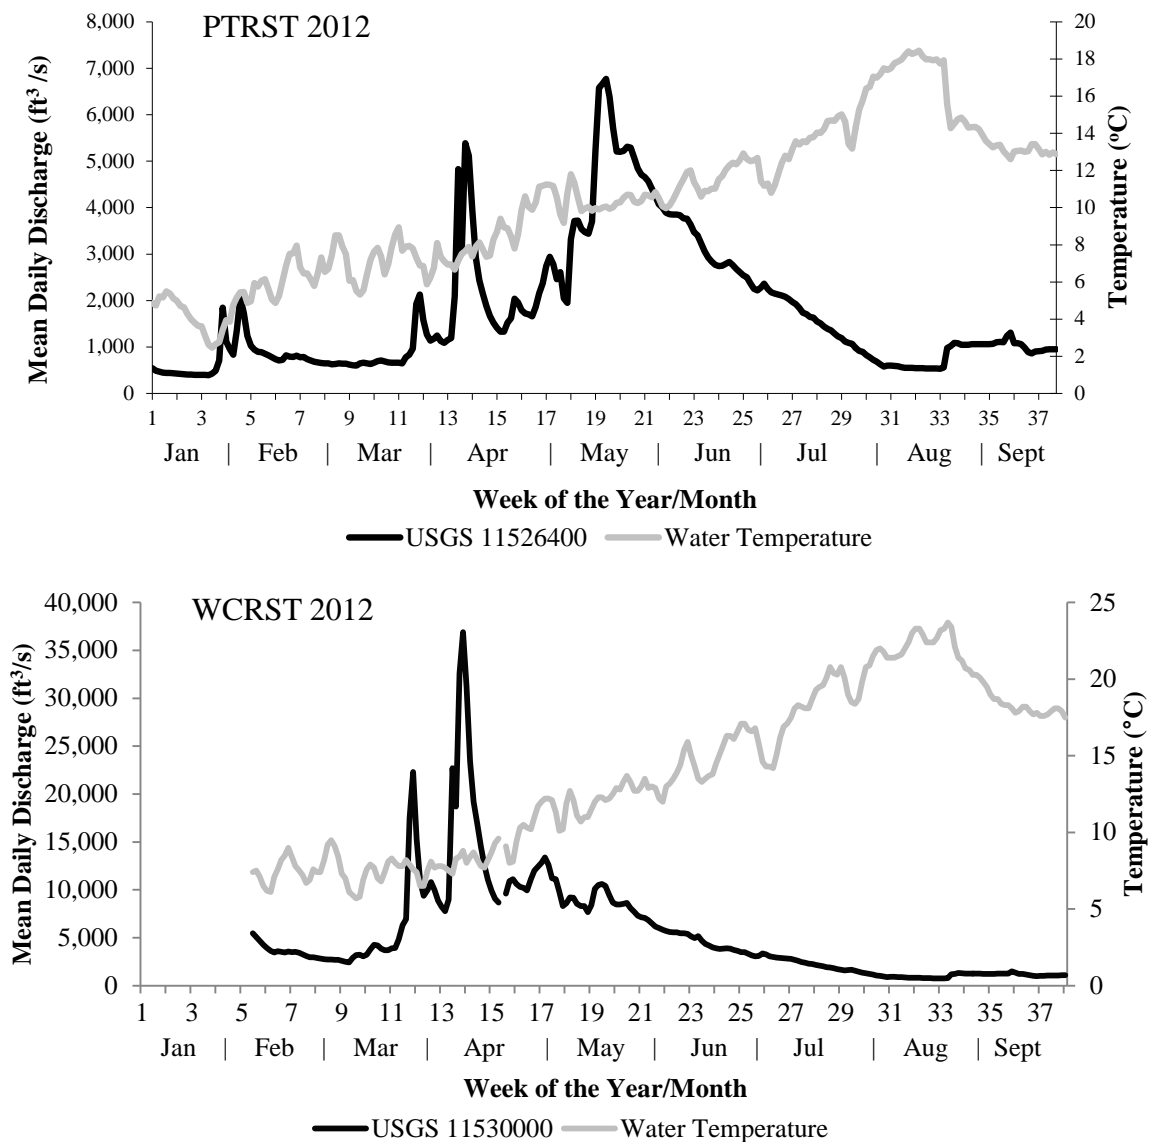 PTRST 2012
Mean Daily Discharge (ft³ /s)
8,000
7,000
6,000
5,000
4,000
3,000
2,000
1,000
0
20
18
16
14
12
10
8
6
4
2
0
Temperature (ºC)
1 3 5 7 9 11 13 15 17 19 21 23 25 27 29 31 33 35 37
Jan | Feb | Mar | Apr | May | Jun | Jul | Aug | Sept
Week of the Year/Month
USGS 11526400 Water Temperature
WCRST 2012
Mean Daily Discharge (ft³/s)
40,000
35,000
30,000
25,000
20,000
15,000
10,000
5,000
0
25
20
15
10
5
0
Temperature (°C)
1 3 5 7 9 11 13 15 17 19 21 23 25 27 29 31 33 35 37
Jan | Feb | Mar | Apr | May | Jun | Jul | Aug | Sept
Week of the Year/Month
USGS 11530000 Water Temperature